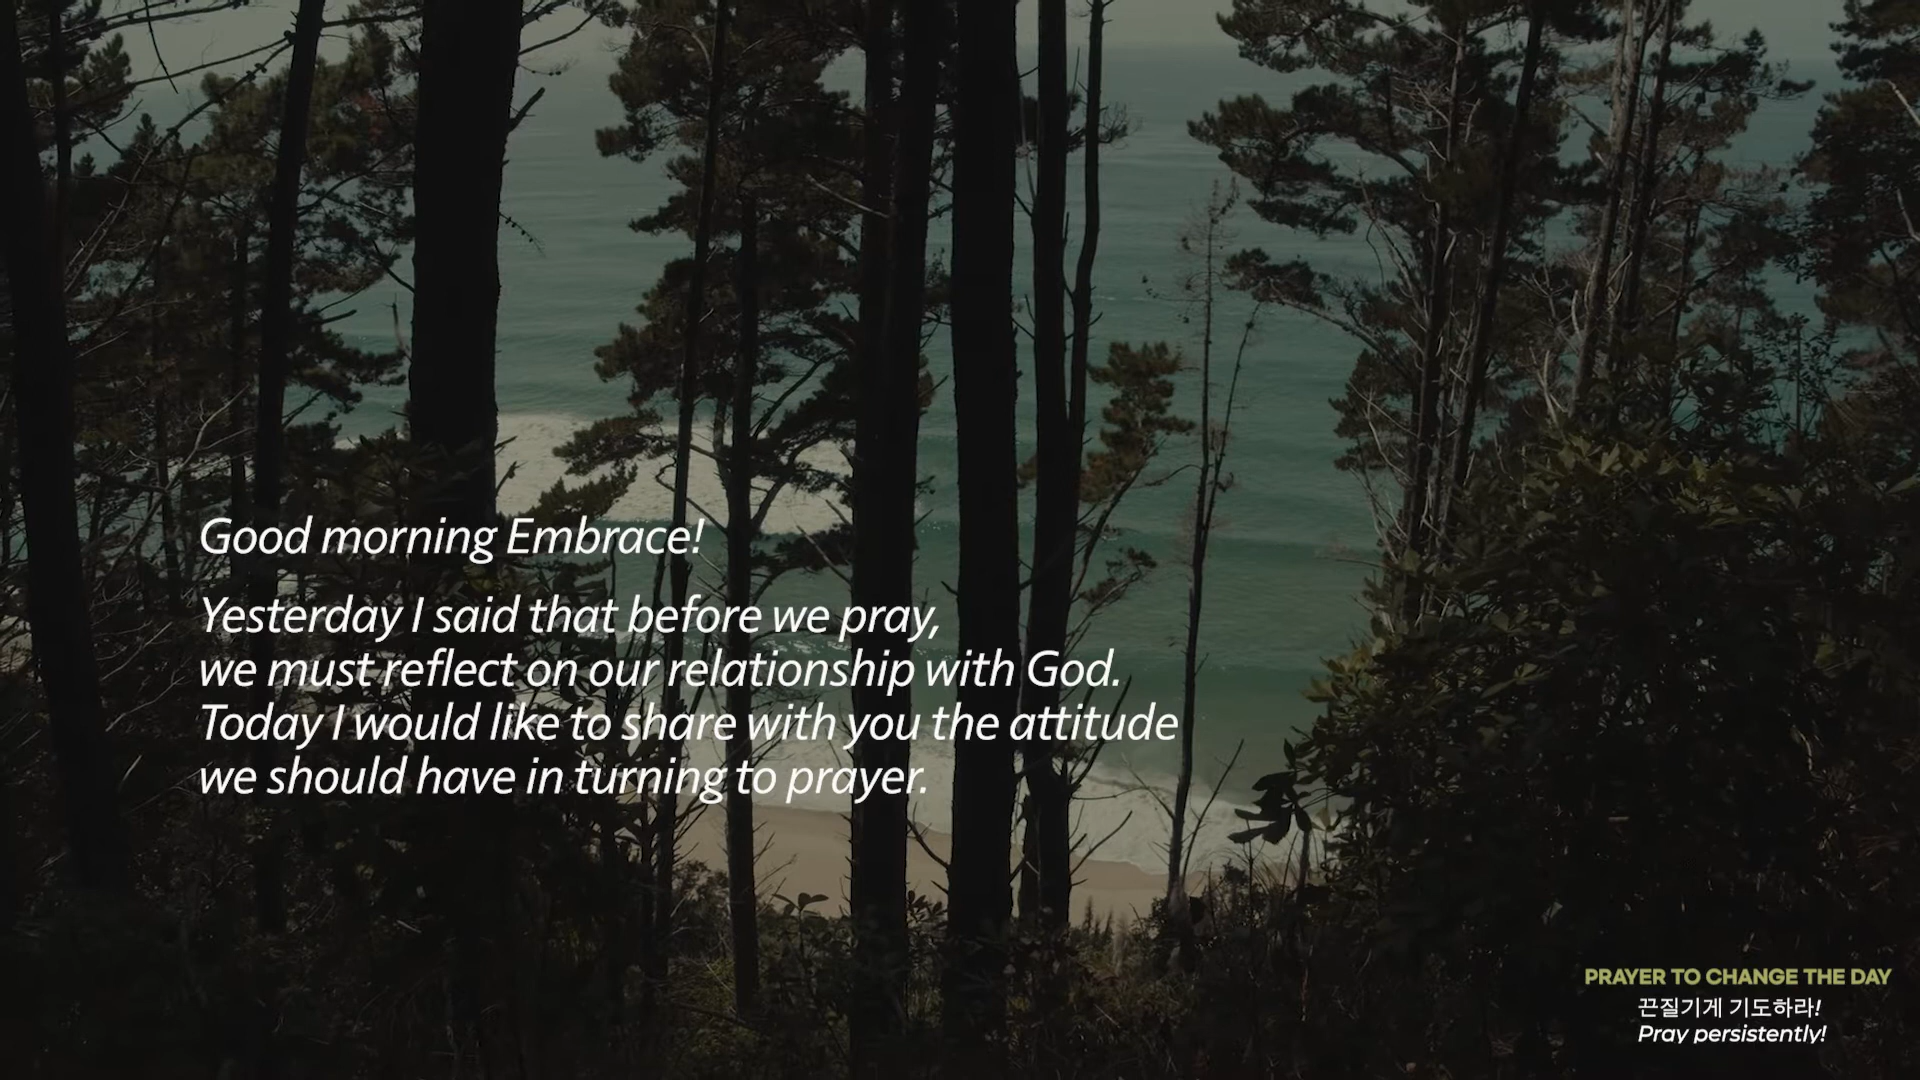 Good morning Embrace!
Yesterday I said that before we pray,
we must reflect on our relationship with God.
Today I would like to share with you the attitude
we should have in turning to prayer.
PRAYER TO CHANGE THE DAY
끈질기게 기도하라!
Pray persistently!